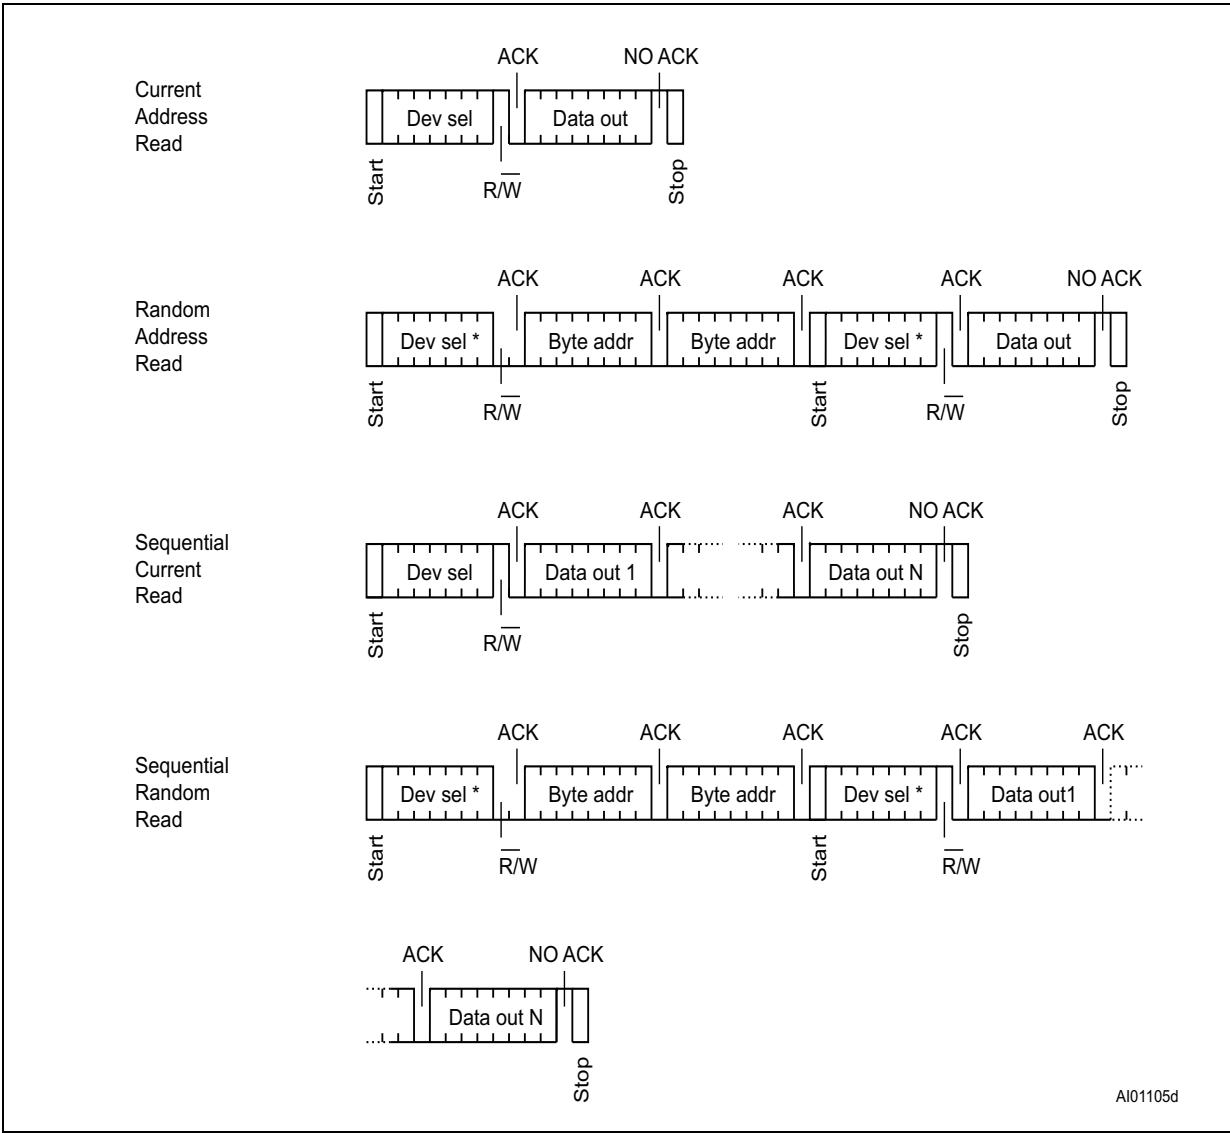 ACK NO ACK
Current
Address
Read
Dev sel Data out
Start R/W̅ Stop
ACK ACK ACK ACK NO ACK
Random
Address
Read
Dev sel * Byte addr Byte addr Dev sel * Data out
Start R/W̅ Start R/W̅ Stop
ACK ACK ACK NO ACK
Sequential
Current
Read
Dev sel Data out 1 Data out N
Start R/W̅ Stop
ACK ACK ACK ACK ACK
Sequential
Random
Read
Dev sel * Byte addr Byte addr Dev sel * Data out1
Start R̅/W Start R̅/W
ACK NO ACK
Data out N
Stop
AI01105d